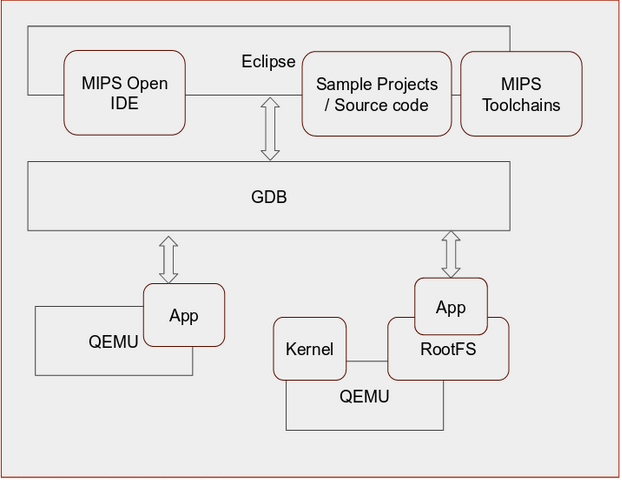 Eclipse
MIPS Open
IDE
Sample Projects
/ Source code
MIPS
Toolchains
GDB
App
QEMU
App
Kernel
RootFS
QEMU